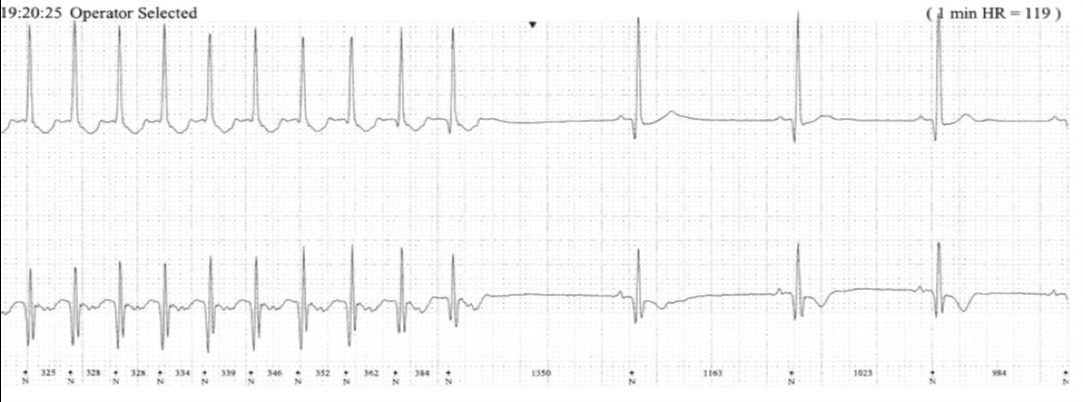 19:20:25 Operator Selected
( 1 min HR = 119 )
325 328 328 334 339 346 352 362 384 1350 1163 1023 984
N N N N N N N N N N N N N N